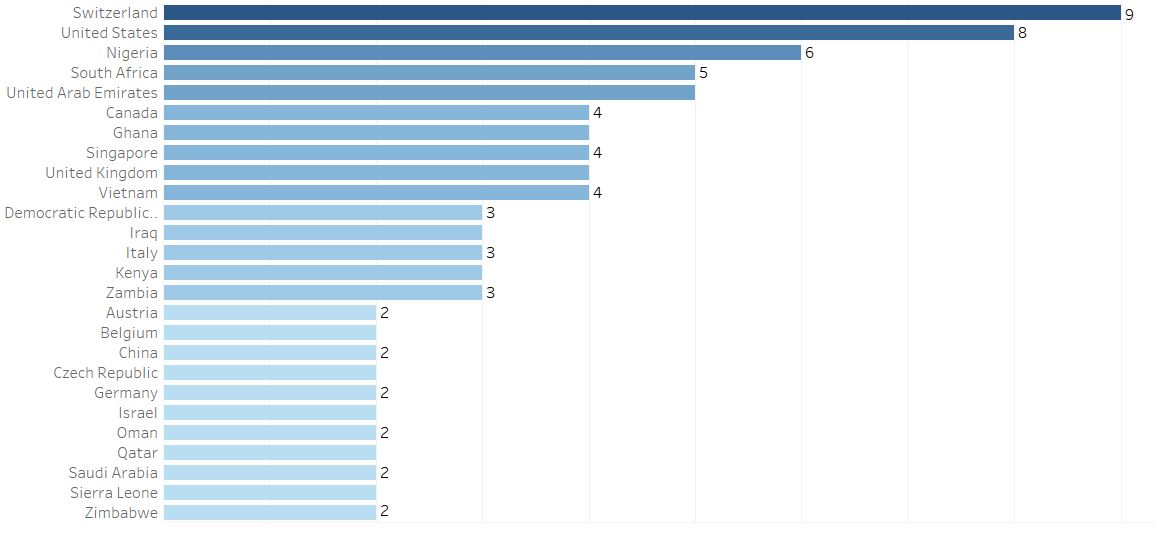 Switzerland 9
United States 8
Nigeria 6
South Africa 5
United Arab Emirates
Canada 4
Ghana
Singapore 4
United Kingdom
Vietnam 4
Democratic Republic.. 3
Iraq
Italy 3
Kenya
Zambia 3
Austria 2
Belgium
China 2
Czech Republic
Germany 2
Israel
Oman 2
Qatar
Saudi Arabia 2
Sierra Leone
Zimbabwe 2